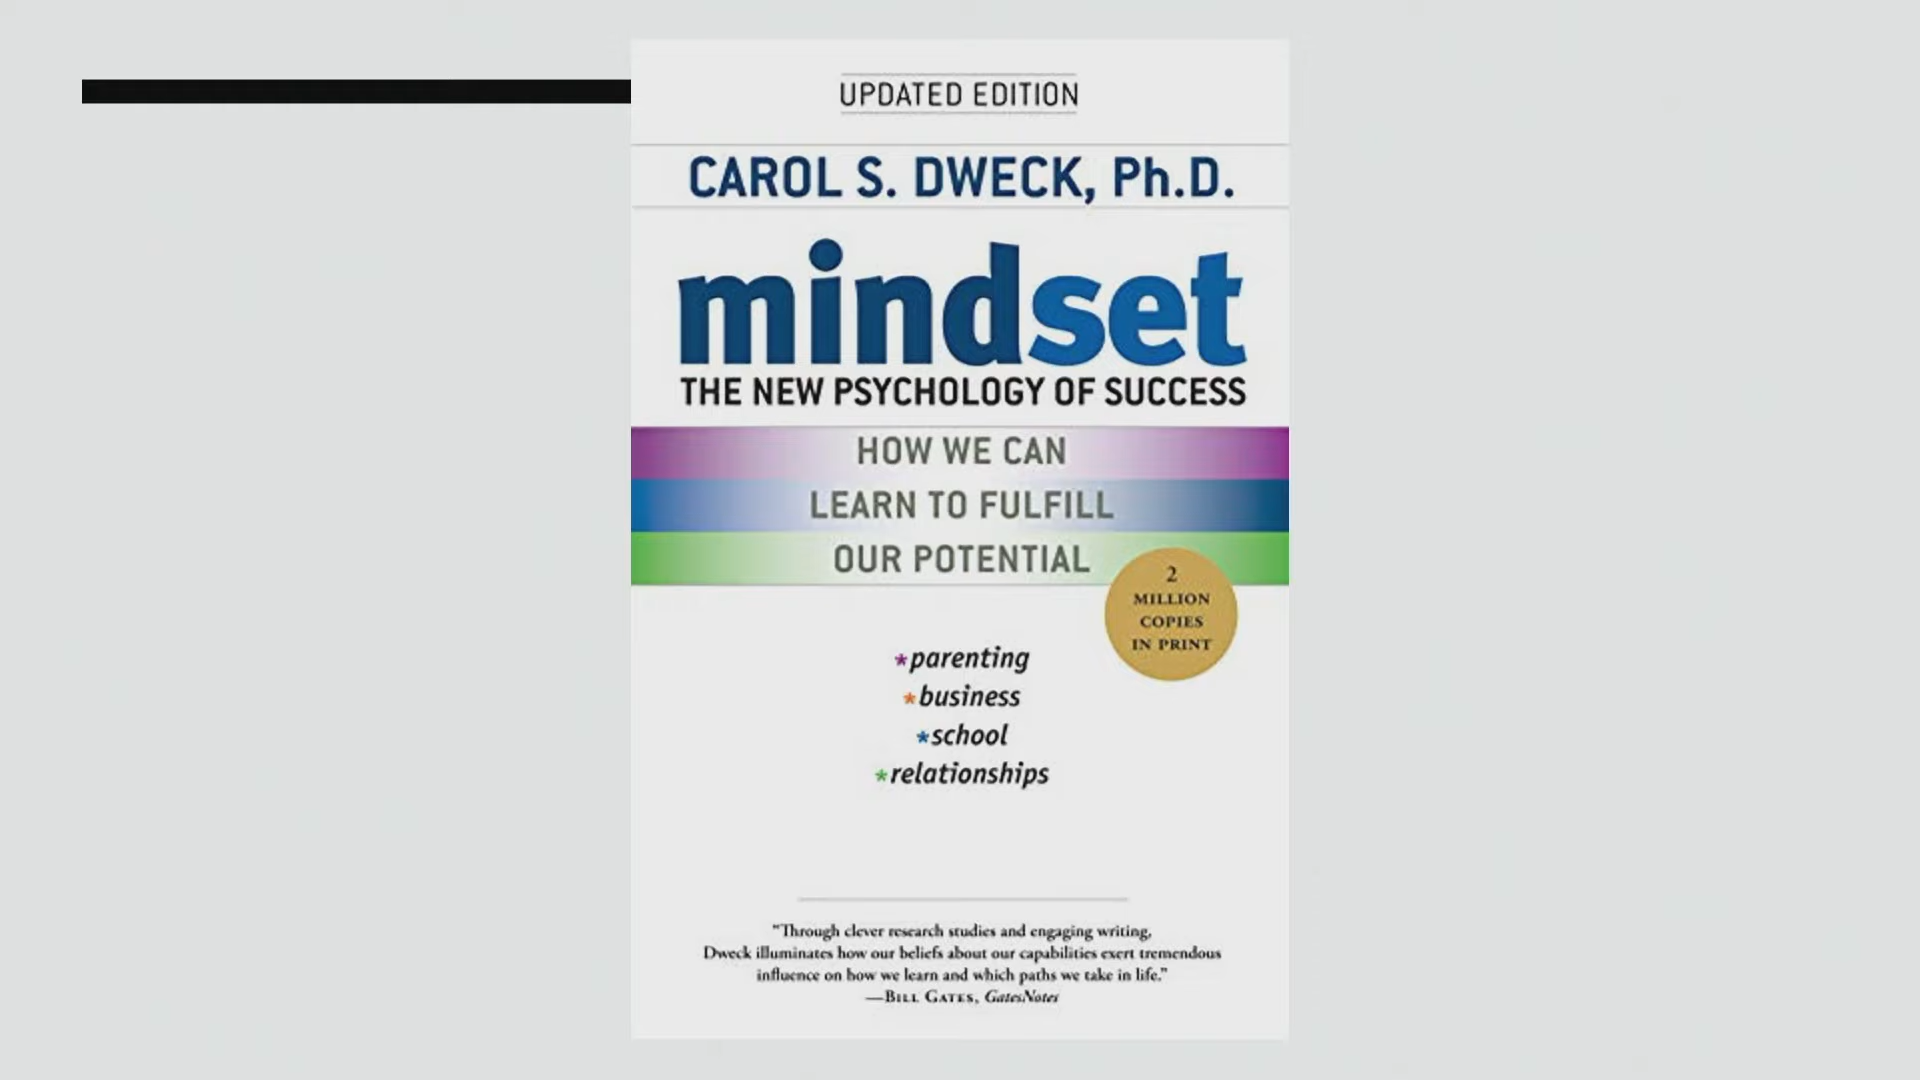 UPDATED EDITION
CAROL S. DWECK, Ph.D.
mindset
THE NEW PSYCHOLOGY OF SUCCESS
HOW WE CAN
LEARN TO FULFILL
OUR POTENTIAL
2
MILLION
COPIES
IN PRINT
*parenting
*business
*school
*relationships
"Through clever research studies and engaging writing,
Dweck illuminates how our beliefs about our capabilities exert tremendous
influence on how we learn and which paths we take in life."
—BILL GATES, GatesNotes